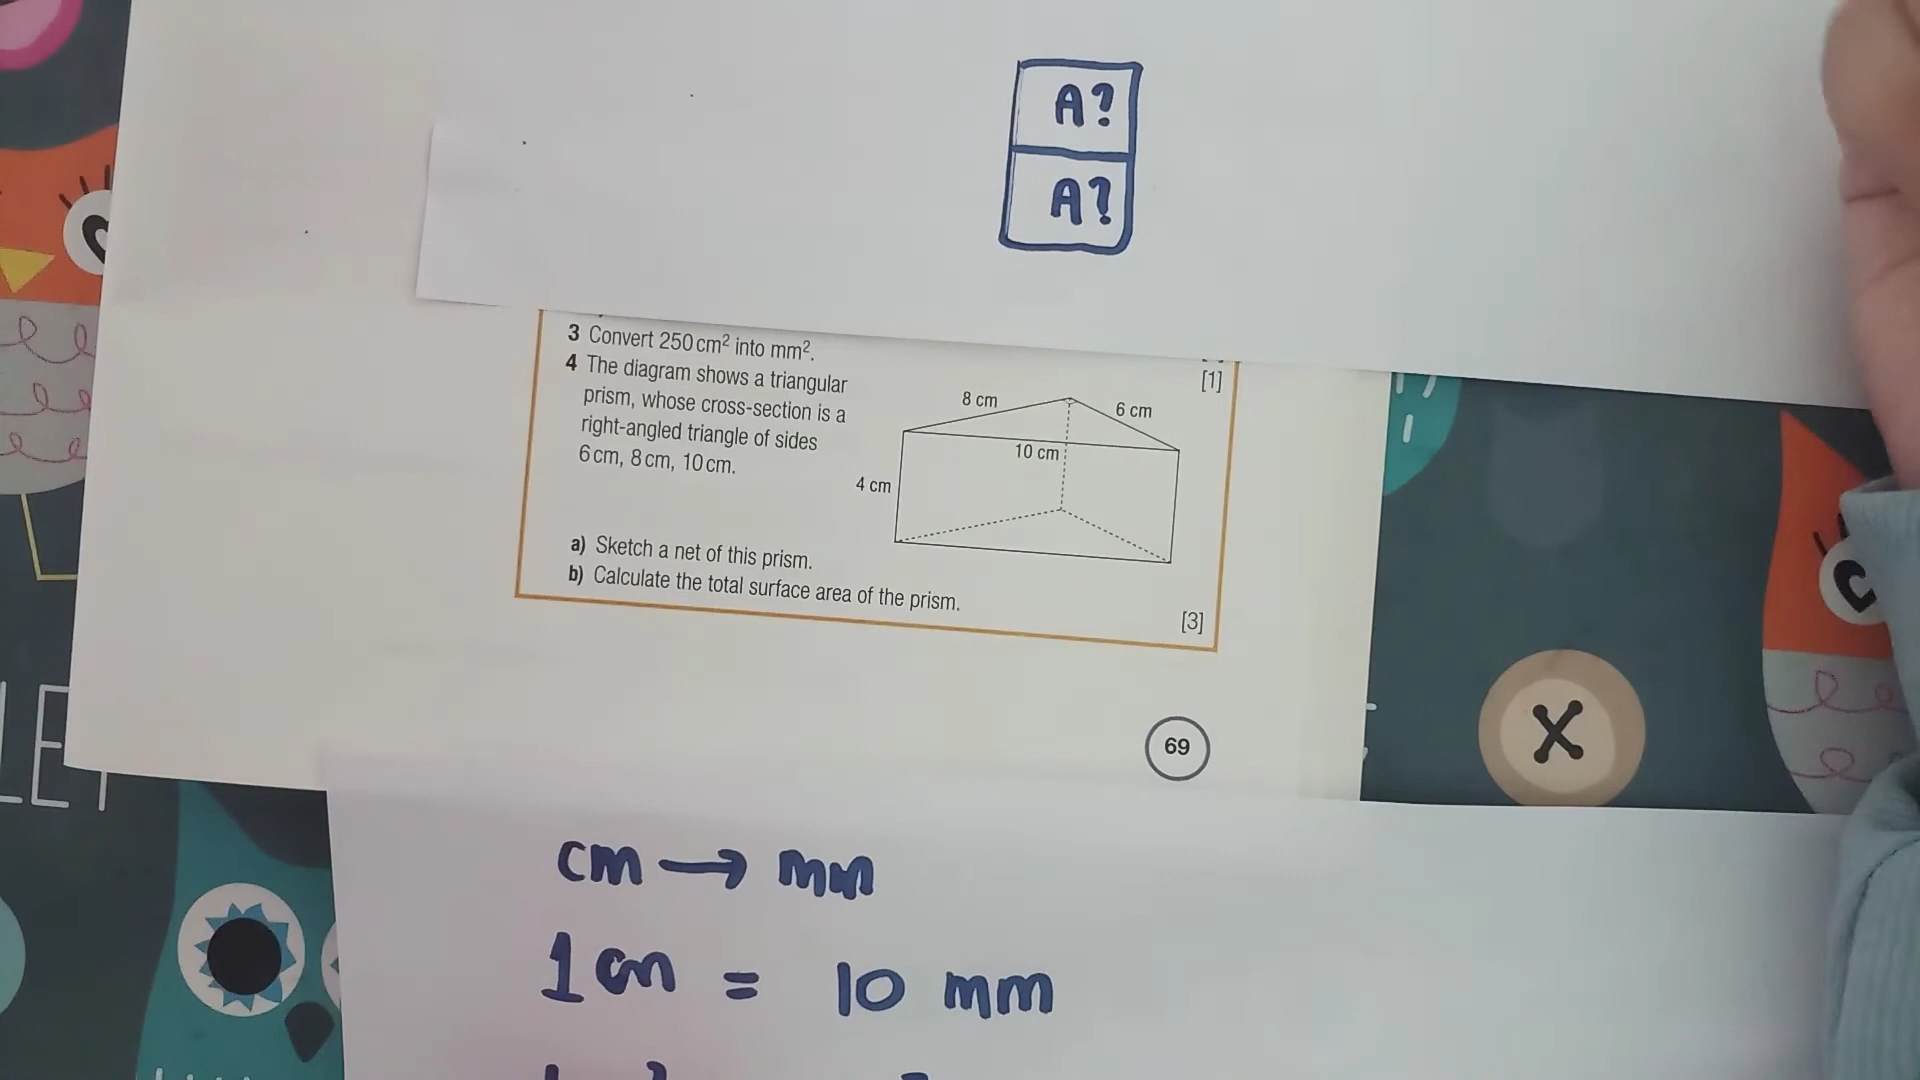 A?
A?
3 Convert 250 cm² into mm².
[1]
4 The diagram shows a triangular
prism, whose cross-section is a
right-angled triangle of sides
6 cm, 8 cm, 10 cm.
8 cm
6 cm
10 cm
4 cm
a) Sketch a net of this prism.
b) Calculate the total surface area of the prism.
[3]
69
cm → mm
1 cm = 10 mm